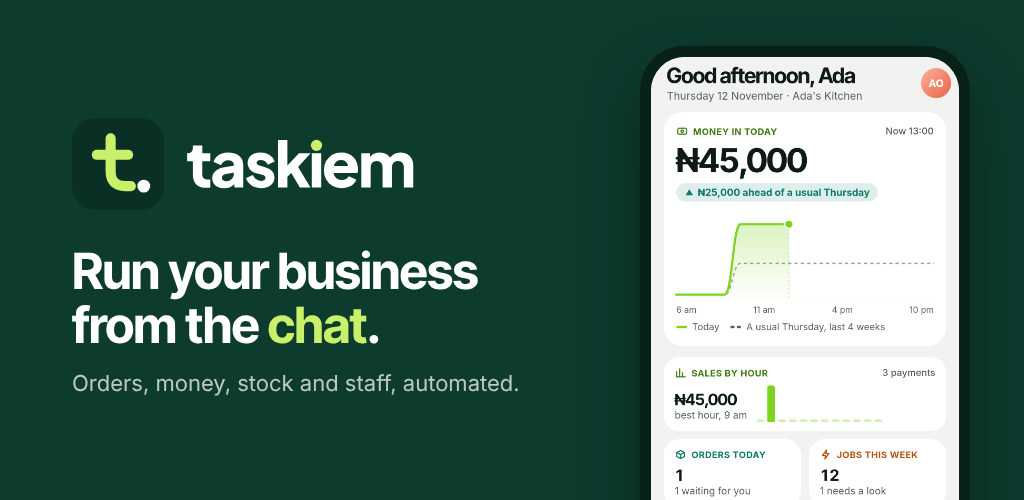 t.
taskiem
Run your business
from the chat.
Orders, money, stock and staff, automated.
Good afternoon, Ada
Thursday 12 November · Ada's Kitchen
AO
MONEY IN TODAY
Now 13:00
₦45,000
▲ ₦25,000 ahead of a usual Thursday
6 am
11 am
4 pm
10 pm
Today
A usual Thursday, last 4 weeks
SALES BY HOUR
3 payments
₦45,000
best hour, 9 am
ORDERS TODAY
1
1 waiting for you
JOBS THIS WEEK
12
1 needs a look